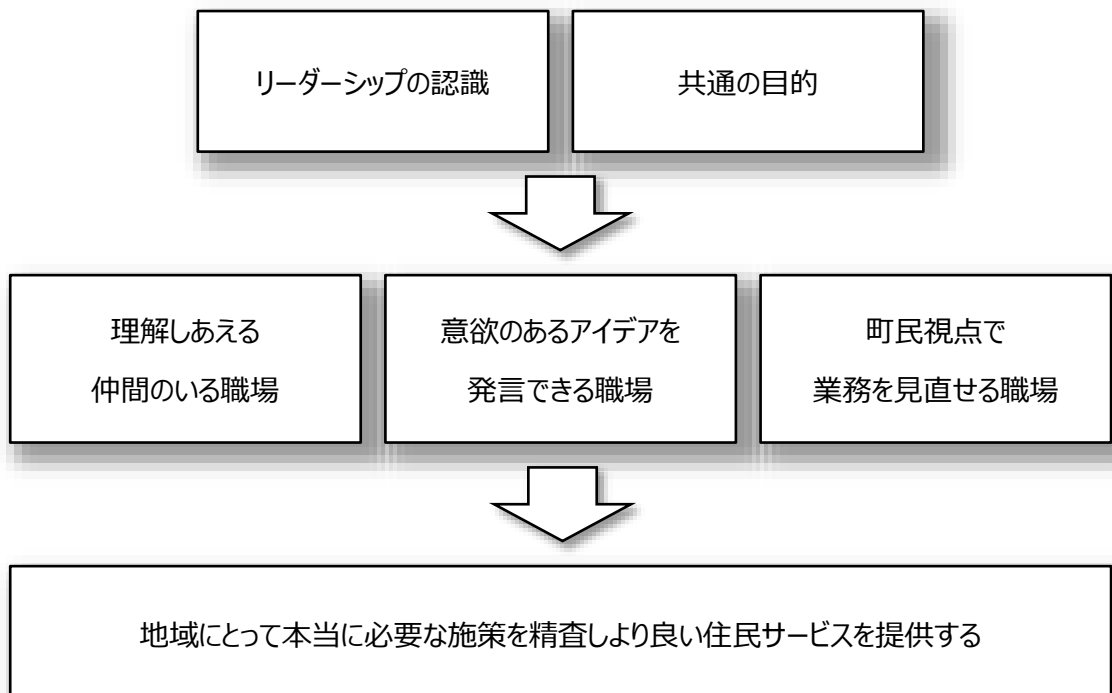 リーダーシップの認識
共通の目的
理解しあえる
仲間のいる職場
意欲のあるアイデアを
発言できる職場
町民視点で
業務を見直せる職場
地域にとって本当に必要な施策を精査しより良い住民サービスを提供する